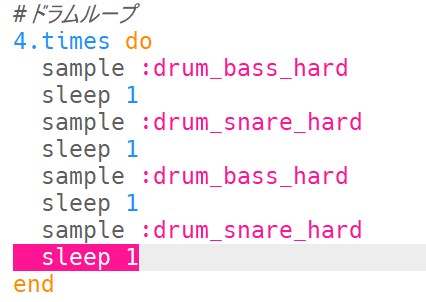 #ドラムループ
4.times do
  sample :drum_bass_hard
  sleep 1
  sample :drum_snare_hard
  sleep 1
  sample :drum_bass_hard
  sleep 1
  sample :drum_snare_hard
  sleep 1
end